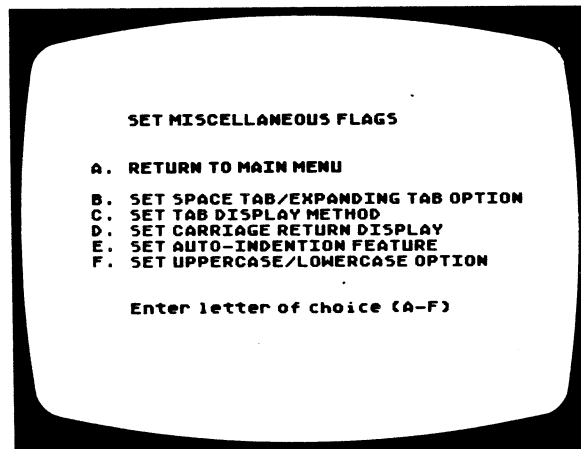 SET MISCELLANEOUS FLAGS
A. RETURN TO MAIN MENU
B. SET SPACE TAB/EXPANDING TAB OPTION
C. SET TAB DISPLAY METHOD
D. SET CARRIAGE RETURN DISPLAY
E. SET AUTO-INDENTION FEATURE
F. SET UPPERCASE/LOWERCASE OPTION
Enter letter of choice (A-F)